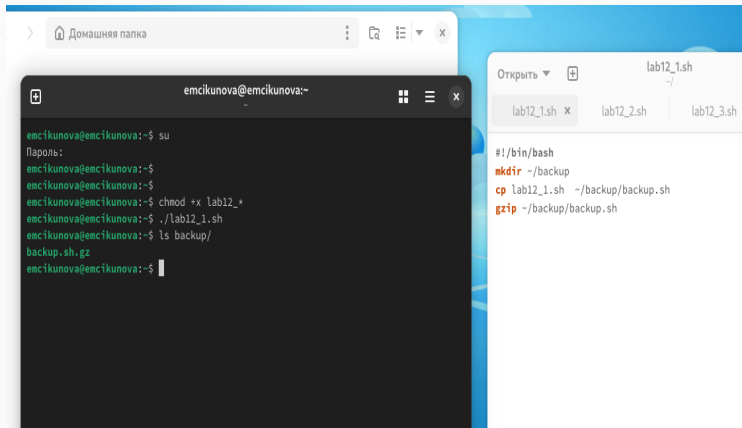 Домашняя папка
emcikunova@emcikunova:~
~
emcikunova@emcikunova:~$ su
Пароль:
emcikunova@emcikunova:~$
emcikunova@emcikunova:~$
emcikunova@emcikunova:~$ chmod +x lab12_*
emcikunova@emcikunova:~$ ./lab12_1.sh
emcikunova@emcikunova:~$ ls backup/
backup.sh.gz
emcikunova@emcikunova:~$
Открыть
lab12_1.sh
~/
lab12_1.sh
lab12_2.sh
lab12_3.sh
#!/bin/bash
mkdir ~/backup
cp lab12_1.sh  ~/backup/backup.sh
gzip ~/backup/backup.sh